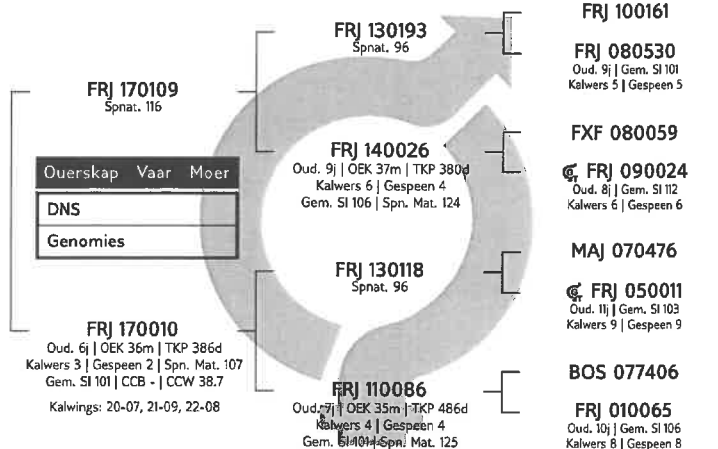 FRJ 170109
Spnat. 116
Ouerskap Vaar Moer
DNS
Genomies
FRJ 170010
Oud. 6j | OEK 36m | TKP 386d
Kalwers 3 | Gespeen 2 | Spn. Mat. 107
Gem. SI 101 | CCB - | CCW 38.7
Kalwings: 20-07, 21-09, 22-08
FRJ 130193
Spnat. 96
FRJ 140026
Oud. 9j | OEK 37m | TKP 380d
Kalwers 6 | Gespeen 4
Gem. SI 106 | Spn. Mat. 124
FRJ 130118
Spnat. 96
FRJ 110086
Oud. 7j | OEK 35m | TKP 486d
Kalwers 4 | Gespeen 4
Gem. SI 101 | Spn. Mat. 125
FRJ 100161
FRJ 080530
Oud. 9j | Gem. SI 101
Kalwers 5 | Gespeen 5
FXF 080059
FRJ 090024
Oud. 8j | Gem. SI 112
Kalwers 6 | Gespeen 6
MAJ 070476
FRJ 050011
Oud. 11j | Gem. SI 103
Kalwers 9 | Gespeen 9
BOS 077406
FRJ 010065
Oud. 10j | Gem. SI 106
Kalwers 8 | Gespeen 8